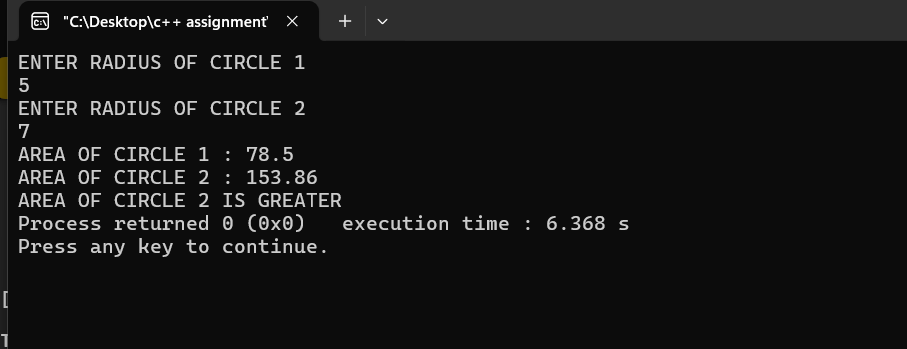 "C:\Desktop\c++ assignment'
ENTER RADIUS OF CIRCLE 1
5
ENTER RADIUS OF CIRCLE 2
7
AREA OF CIRCLE 1 : 78.5
AREA OF CIRCLE 2 : 153.86
AREA OF CIRCLE 2 IS GREATER
Process returned 0 (0x0)   execution time : 6.368 s
Press any key to continue.